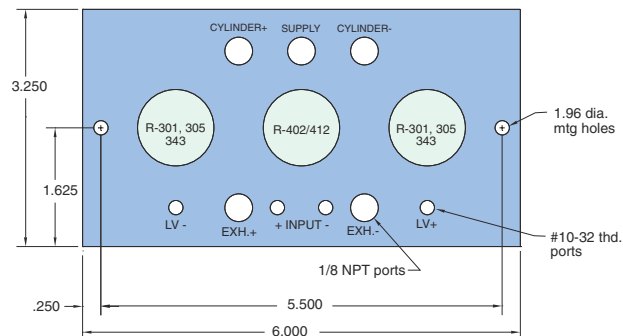 CYLINDER+ SUPPLY CYLINDER-
3.250
R-301, 305
343
R-402/412
R-301, 305
343
1.96 dia.
mtg holes
1.625
LV -
EXH.+
+ INPUT -
EXH.-
LV+
#10-32 thd.
ports
1/8 NPT ports
.250
5.500
6.000